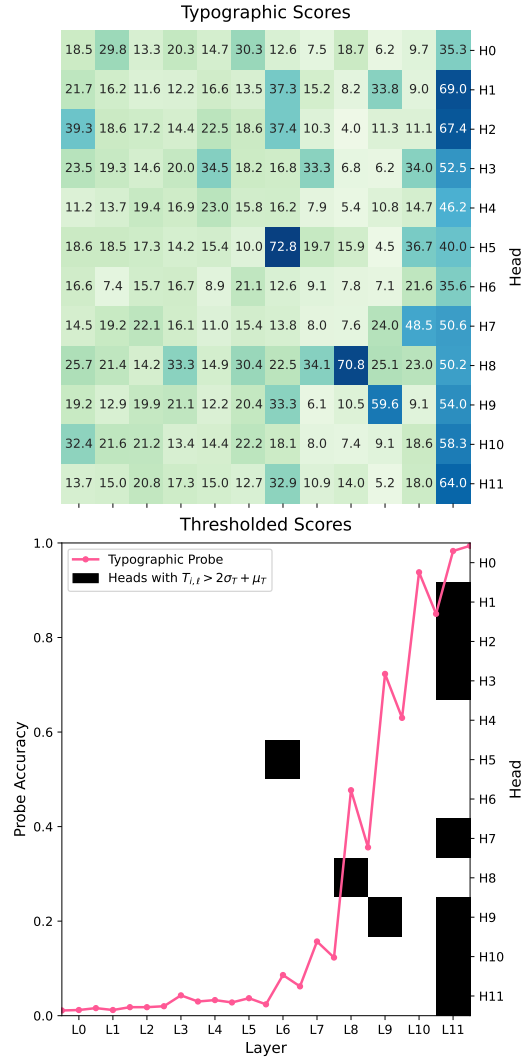 Typographic Scores
18.5 29.8 13.3 20.3 14.7 30.3 12.6 7.5 18.7 6.2 9.7 35.3 H0
21.7 16.2 11.6 12.2 16.6 13.5 37.3 15.2 8.2 33.8 9.0 69.0 H1
39.3 18.6 17.2 14.4 22.5 18.6 37.4 10.3 4.0 11.3 11.1 67.4 H2
23.5 19.3 14.6 20.0 34.5 18.2 16.8 33.3 6.8 6.2 34.0 52.5 H3
11.2 13.7 19.4 16.9 23.0 15.8 16.2 7.9 5.4 10.8 14.7 46.2 H4
18.6 18.5 17.3 14.2 15.4 10.0 72.8 19.7 15.9 4.5 36.7 40.0 H5
16.6 7.4 15.7 16.7 8.9 21.1 12.6 9.1 7.8 7.1 21.6 35.6 H6
14.5 19.2 22.1 16.1 11.0 15.4 13.8 8.0 7.6 24.0 48.5 50.6 H7
25.7 21.4 14.2 33.3 14.9 30.4 22.5 34.1 70.8 25.1 23.0 50.2 H8
19.2 12.9 19.9 21.1 12.2 20.4 33.3 6.1 10.5 59.6 9.1 54.0 H9
32.4 21.6 21.2 13.4 14.4 22.2 18.1 8.0 7.4 9.1 18.6 58.3 H10
13.7 15.0 20.8 17.3 15.0 12.7 32.9 10.9 14.0 5.2 18.0 64.0 H11
Head
Thresholded Scores
Typographic Probe
Heads with $T_{i,\ell} > 2\sigma_T + \mu_T$
1.0
0.8
0.6
0.4
0.2
0.0
Probe Accuracy
H0
H1
H2
H3
H4
H5
H6
H7
H8
H9
H10
H11
Head
L0 L1 L2 L3 L4 L5 L6 L7 L8 L9 L10 L11
Layer